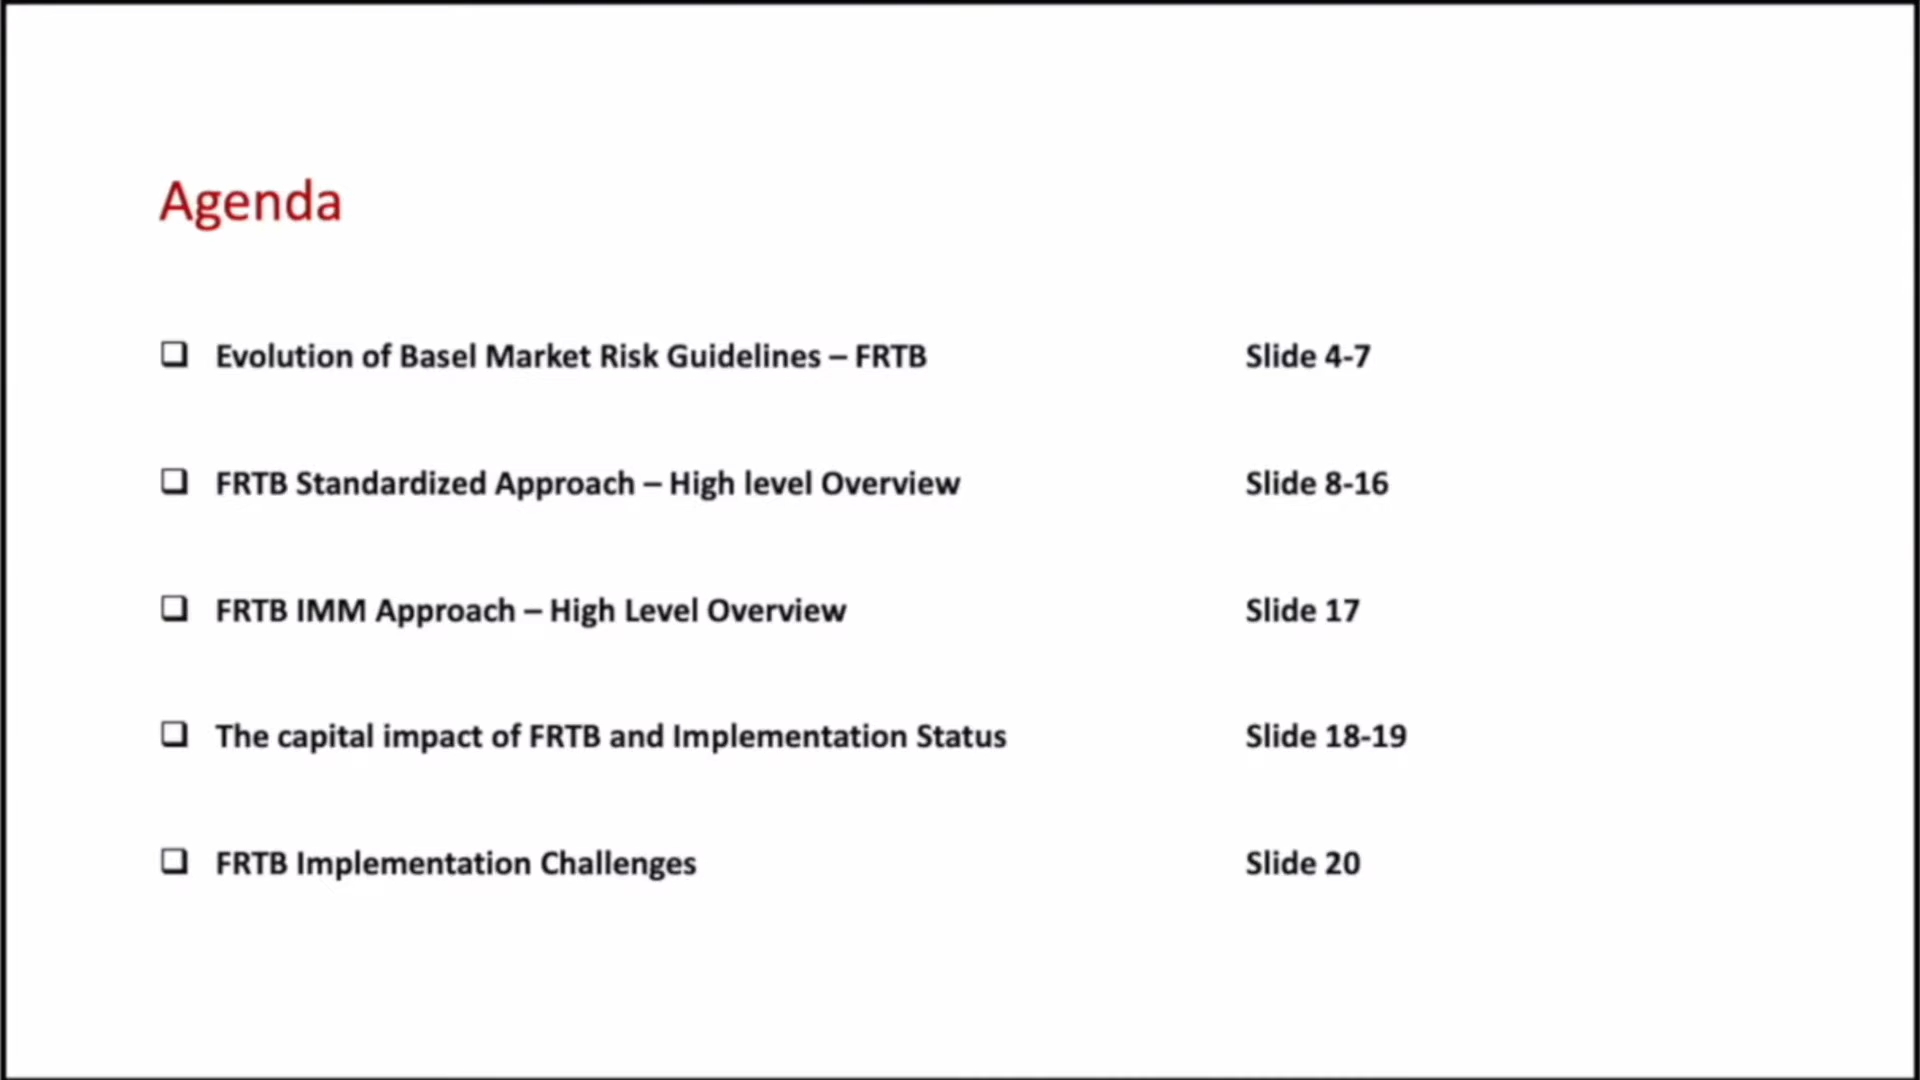 Agenda
❑ Evolution of Basel Market Risk Guidelines – FRTB Slide 4-7
❑ FRTB Standardized Approach – High level Overview Slide 8-16
❑ FRTB IMM Approach – High Level Overview Slide 17
❑ The capital impact of FRTB and Implementation Status Slide 18-19
❑ FRTB Implementation Challenges Slide 20